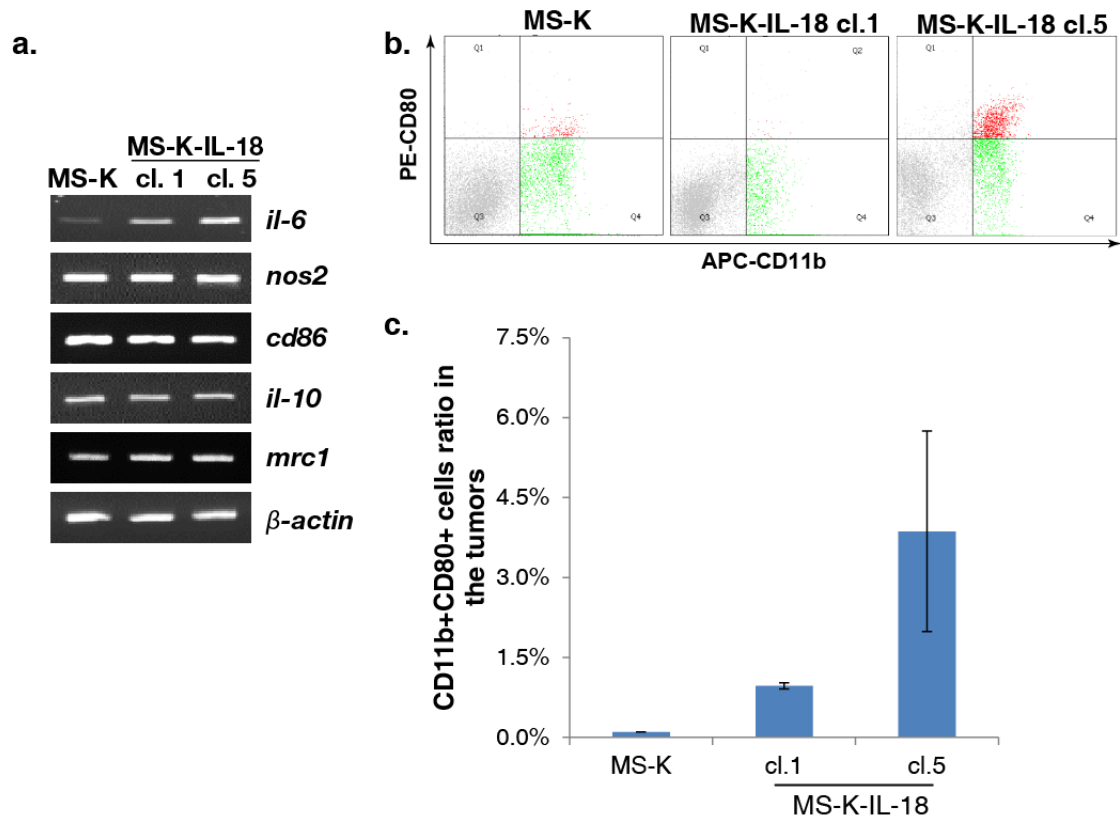 a.
MS-K-IL-18
MS-K cl. 1 cl. 5
il-6
nos2
cd86
il-10
mrc1
β-actin
b.
MS-K MS-K-IL-18 cl.1 MS-K-IL-18 cl.5
PE-CD80
Q1
Q3 Q4
Q1 Q2
Q3 Q4
Q1
Q3 Q4
APC-CD11b
c.
CD11b+CD80+ cells ratio in
the tumors
7.5%
6.0%
4.5%
3.0%
1.5%
0.0%
MS-K cl.1 cl.5
MS-K-IL-18